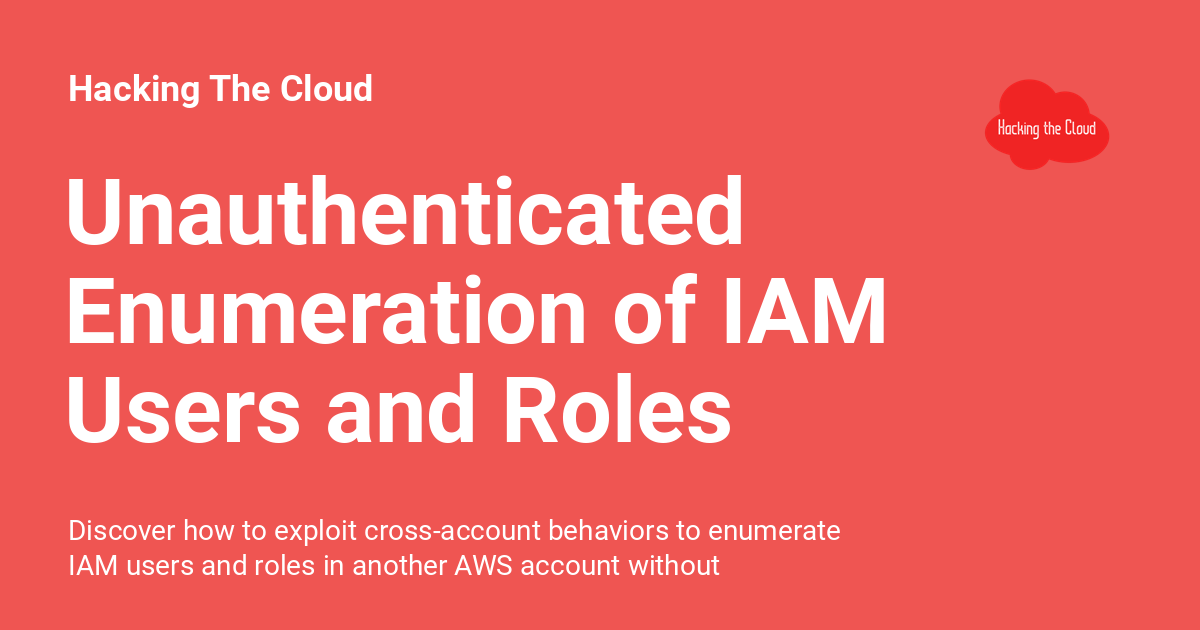 Hacking The Cloud
Hacking the Cloud
Unauthenticated
Enumeration of IAM
Users and Roles
Discover how to exploit cross-account behaviors to enumerate
IAM users and roles in another AWS account without